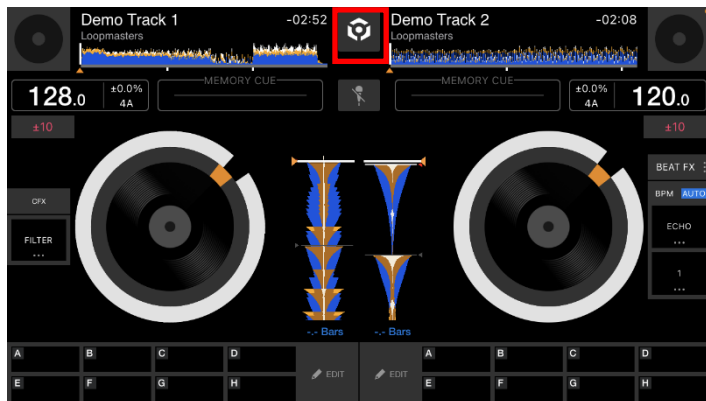 Demo Track 1 -02:52
Loopmasters
Demo Track 2 -02:08
Loopmasters
128.0 ±0.0% 4A
MEMORY CUE
MEMORY CUE
±0.0% 4A 120.0
±10
±10
CFX
FILTER
...
BEAT FX
BPM AUTO
ECHO
...
1
...
-.- Bars
-.- Bars
A B C D
E F G H
EDIT
EDIT
A B C D
E F G H